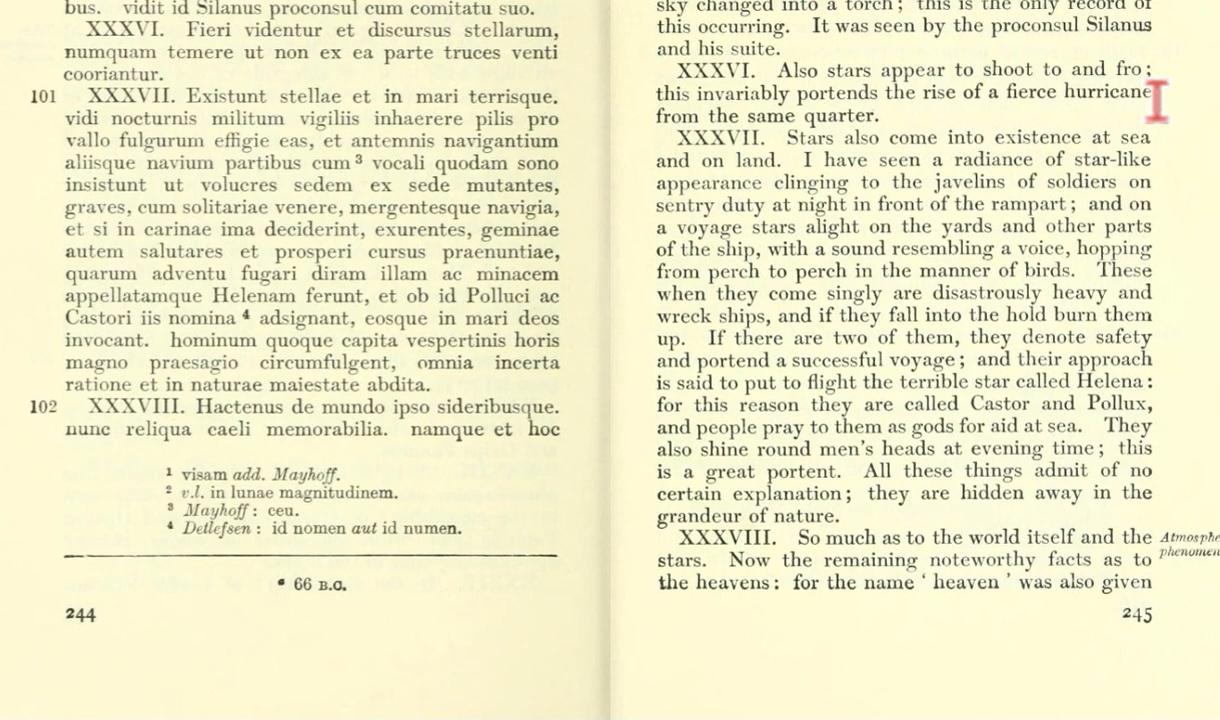 bus. vidit id Silanus proconsul cum comitatu suo.
XXXVI. Fieri videntur et discursus stellarum,
numquam temere ut non ex ea parte truces venti
cooriantur.
101 XXXVII. Existunt stellae et in mari terrisque.
vidi nocturnis militum vigiliis inhaerere pilis pro
vallo fulgurum effigie eas, et antemnis navigantium
aliisque navium partibus cum ³ vocali quodam sono
insistunt ut volucres sedem ex sede mutantes,
graves, cum solitariae venere, mergentesque navigia,
et si in carinae ima deciderint, exurentes, geminae
autem salutares et prosperi cursus praenuntiae,
quarum adventu fugari diram illam ac minacem
appellatamque Helenam ferunt, et ob id Polluci ac
Castori iis nomina ⁴ adsignant, eosque in mari deos
invocant. hominum quoque capita vespertinis horis
magno praesagio circumfulgent, omnia incerta
ratione et in naturae maiestate abdita.
102 XXXVIII. Hactenus de mundo ipso sideribusque.
nunc reliqua caeli memorabilia. namque et hoc
¹ visam add. Mayhoff.
² v.l. in lunae magnitudinem.
³ Mayhoff : ceu.
⁴ Detlefsen : id nomen aut id numen.
66 B.C.
244
sky changed into a torch ; this is the only record of
this occurring. It was seen by the proconsul Silanus
and his suite.
XXXVI. Also stars appear to shoot to and fro ;
this invariably portends the rise of a fierce hurricane
from the same quarter.
XXXVII. Stars also come into existence at sea
and on land. I have seen a radiance of star-like
appearance clinging to the javelins of soldiers on
sentry duty at night in front of the rampart ; and on
a voyage stars alight on the yards and other parts
of the ship, with a sound resembling a voice, hopping
from perch to perch in the manner of birds. These
when they come singly are disastrously heavy and
wreck ships, and if they fall into the hold burn them
up. If there are two of them, they denote safety
and portend a successful voyage ; and their approach
is said to put to flight the terrible star called Helena :
for this reason they are called Castor and Pollux,
and people pray to them as gods for aid at sea. They
also shine round men's heads at evening time ; this
is a great portent. All these things admit of no
certain explanation ; they are hidden away in the
grandeur of nature.
XXXVIII. So much as to the world itself and the
stars. Now the remaining noteworthy facts as to
the heavens : for the name ' heaven ' was also given
Atmosphe
phenomen
245